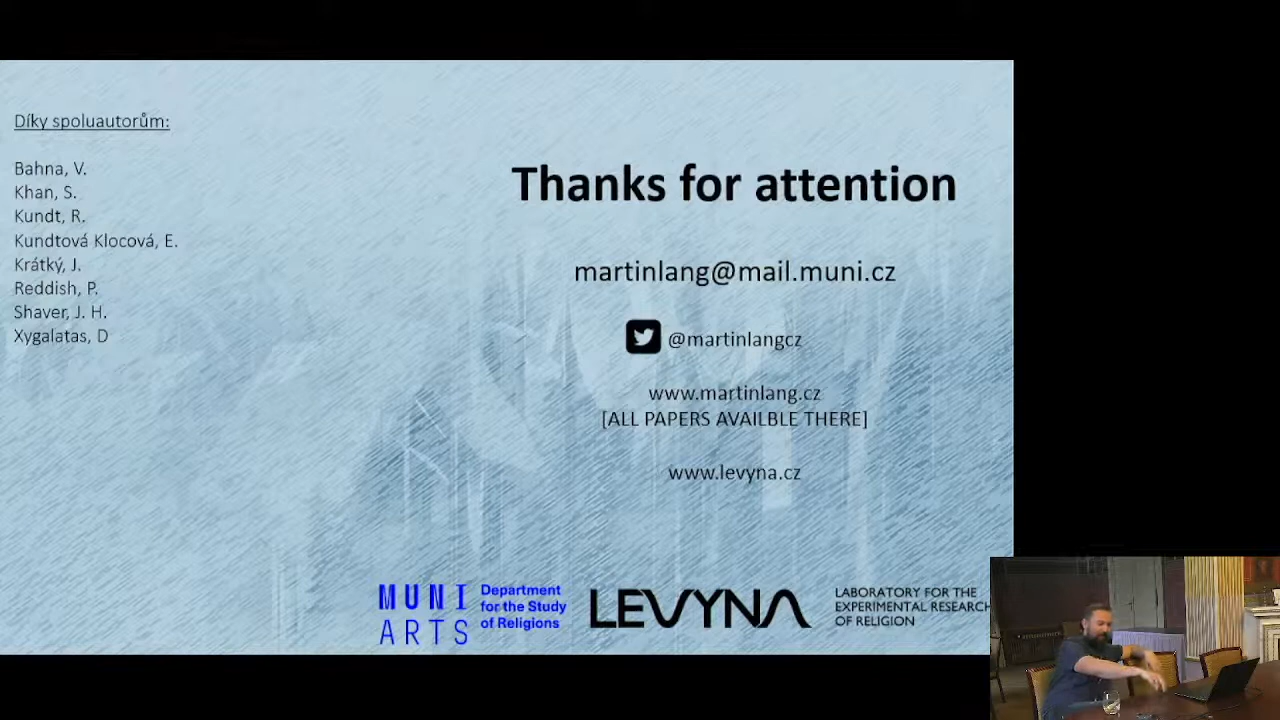 Díky spoluautorům:
Bahna, V.
Khan, S.
Kundt, R.
Kundtová Klocová, E.
Krátký, J.
Reddish, P.
Shaver, J. H.
Xygalatas, D
Thanks for attention
martinlang@mail.muni.cz
@martinlangcz
www.martinlang.cz
[ALL PAPERS AVAILBLE THERE]
www.levyna.cz
MUNI
ARTS
Department
for the Study
of Religions
LEVYNA
LABORATORY FOR THE
EXPERIMENTAL RESEARCH
OF RELIGION